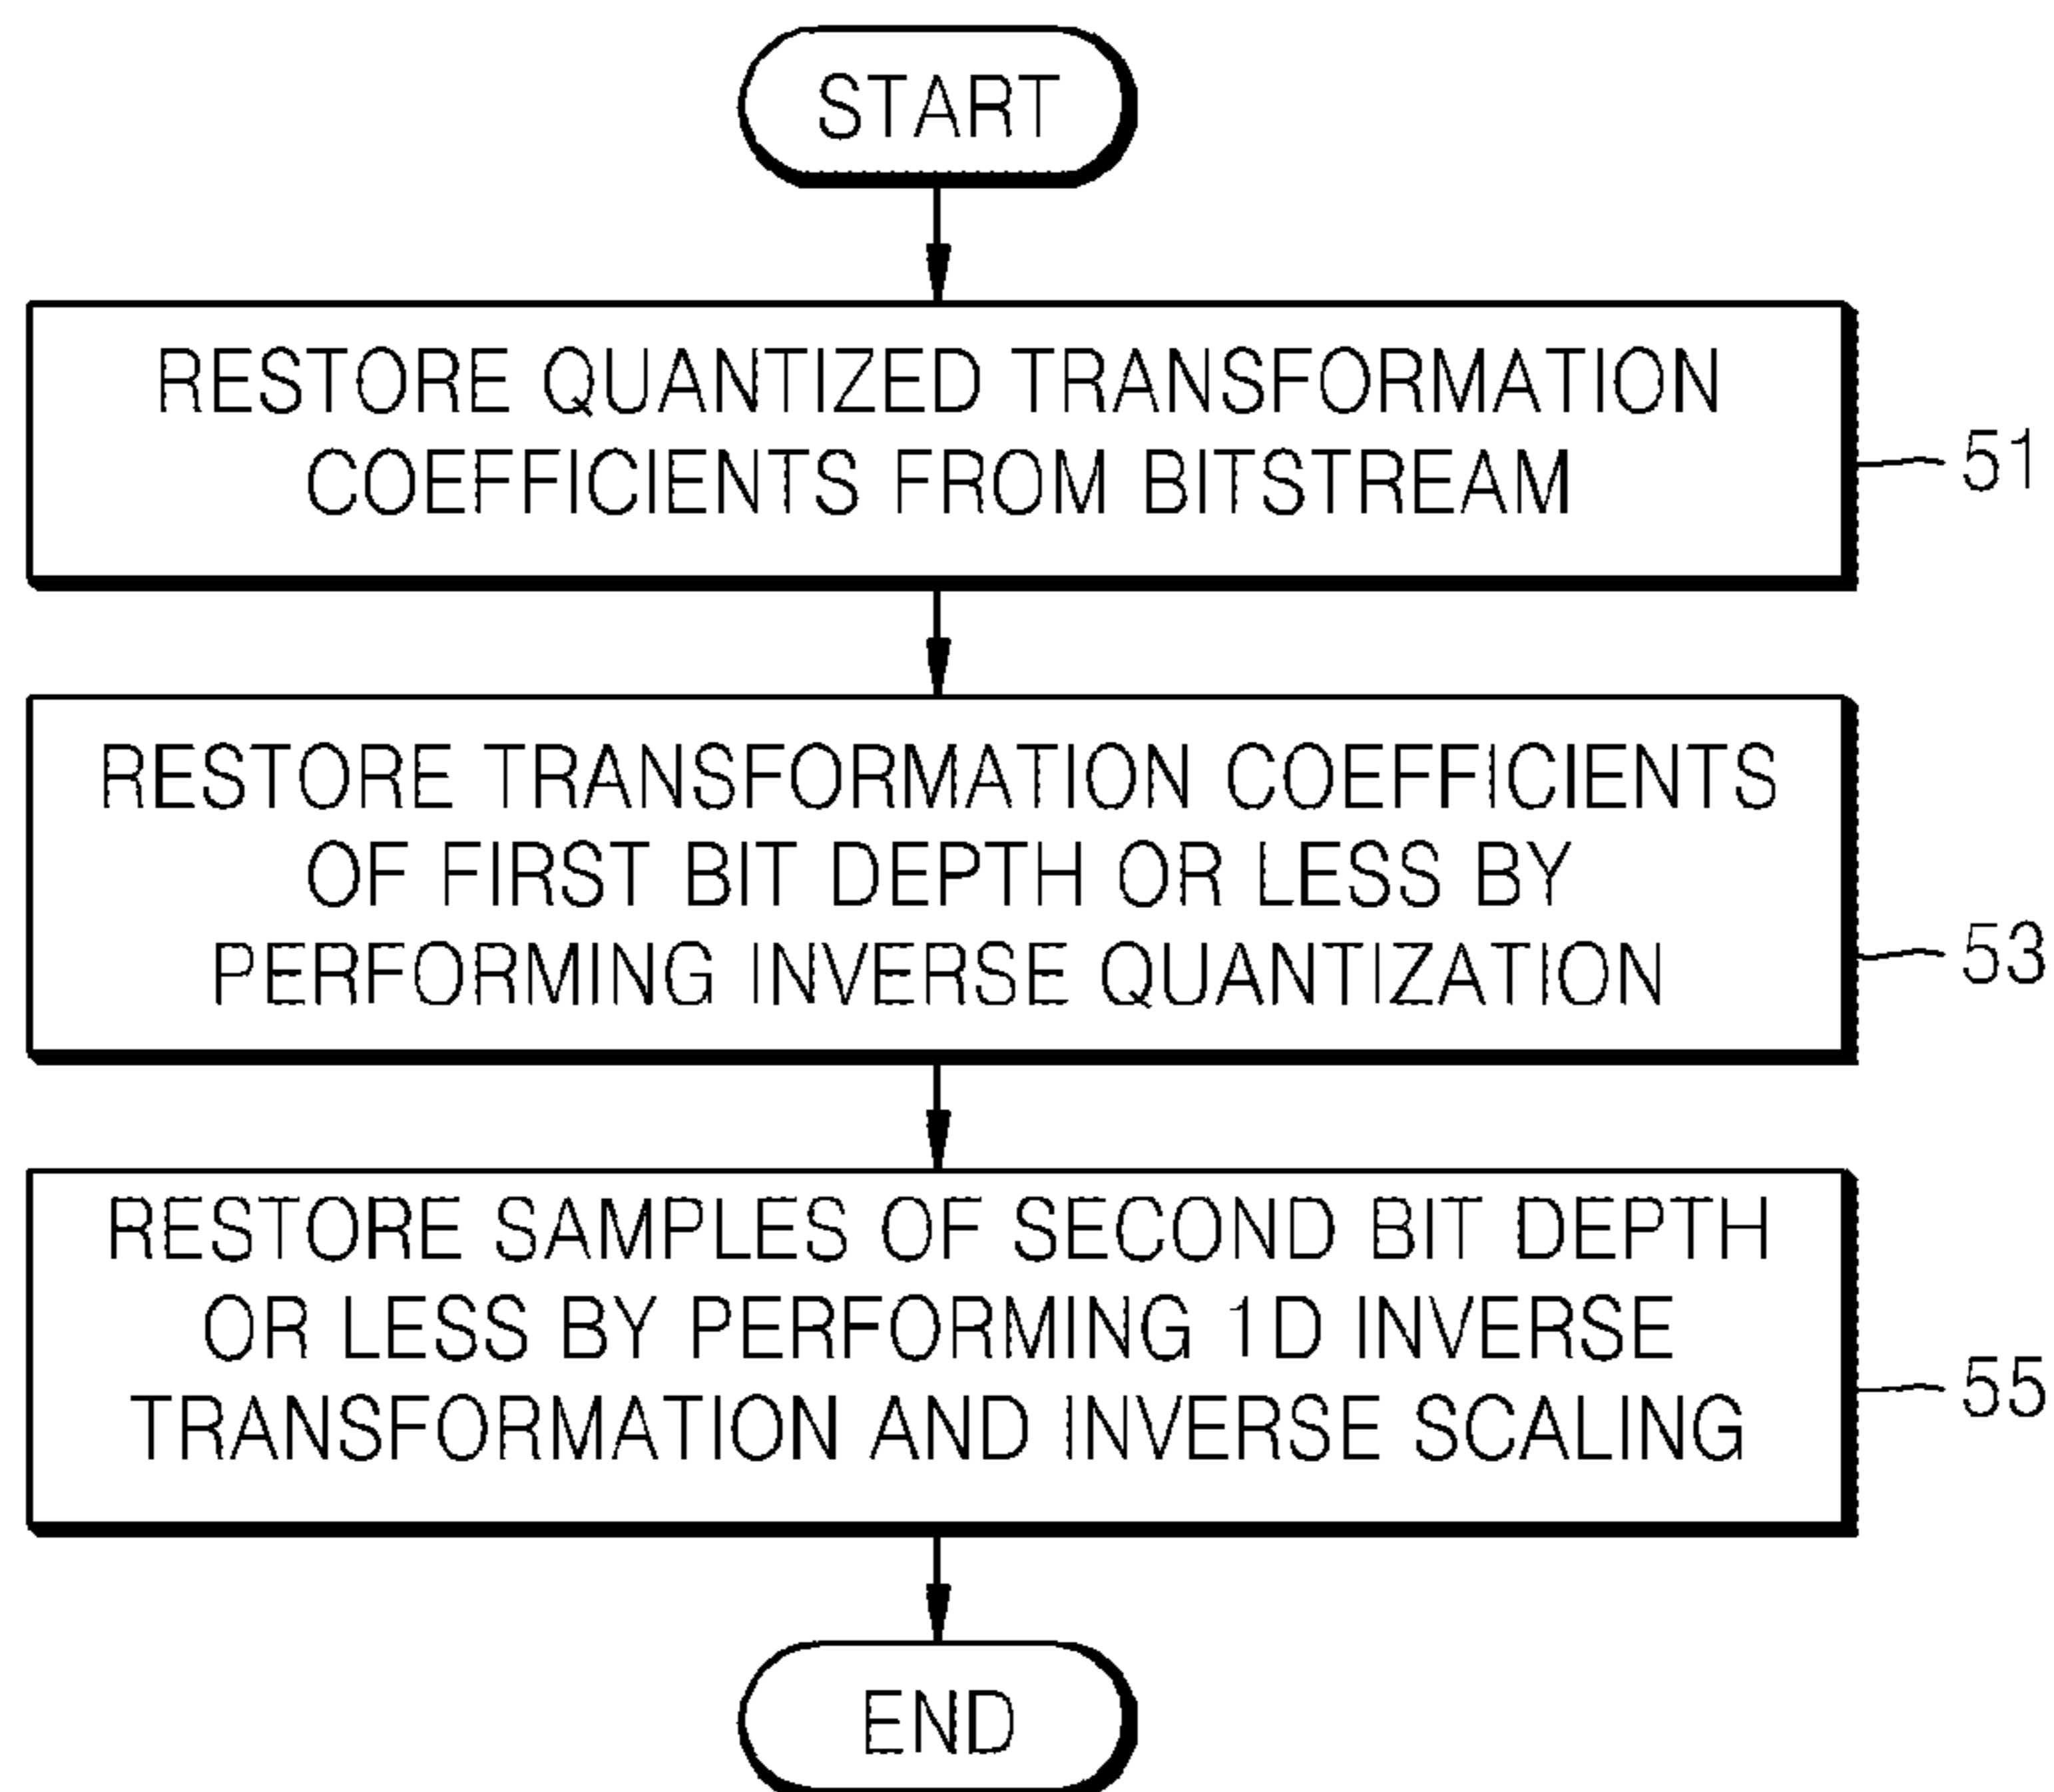 START
RESTORE QUANTIZED TRANSFORMATION
COEFFICIENTS FROM BITSTREAM
51
RESTORE TRANSFORMATION COEFFICIENTS
OF FIRST BIT DEPTH OR LESS BY
PERFORMING INVERSE QUANTIZATION
53
RESTORE SAMPLES OF SECOND BIT DEPTH
OR LESS BY PERFORMING 1D INVERSE
TRANSFORMATION AND INVERSE SCALING
55
END